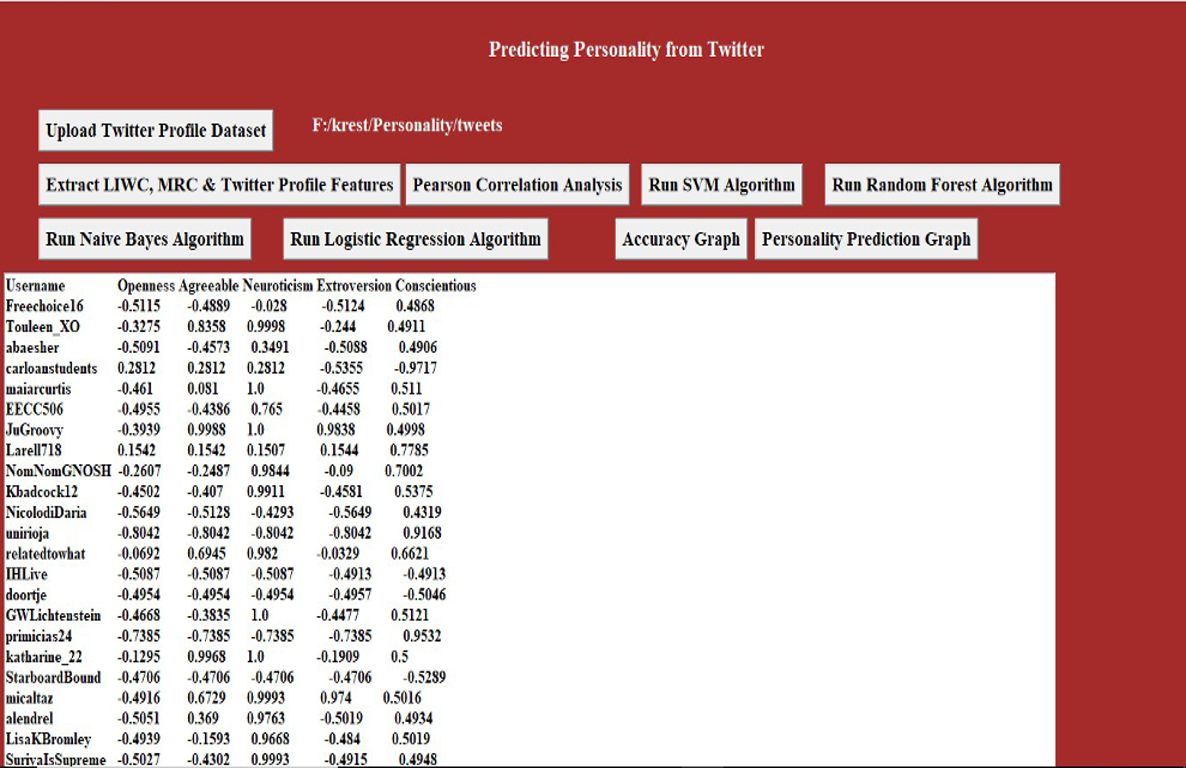 Predicting Personality from Twitter
Upload Twitter Profile Dataset F:/krest/Personality/tweets
Extract LIWC, MRC & Twitter Profile Features Pearson Correlation Analysis Run SVM Algorithm Run Random Forest Algorithm
Run Naive Bayes Algorithm Run Logistic Regression Algorithm Accuracy Graph Personality Prediction Graph
Username Openness Agreeable Neuroticism Extroversion Conscientious
Freechoice16 -0.5115 -0.4889 -0.028 -0.5124 0.4868
Touleen_XO -0.3275 0.8358 0.9998 -0.244 0.4911
abaesher -0.5091 -0.4573 0.3491 -0.5088 0.4906
carloanstudents 0.2812 0.2812 0.2812 -0.5355 -0.9717
maiarcurtis -0.461 0.081 1.0 -0.4655 0.511
EECC506 -0.4955 -0.4386 0.765 -0.4458 0.5017
JuGroovy -0.3939 0.9988 1.0 0.9838 0.4998
Larell718 0.1542 0.1542 0.1507 0.1544 0.7785
NomNomGNOSH -0.2607 -0.2487 0.9844 -0.09 0.7002
Kbadcock12 -0.4502 -0.407 0.9911 -0.4581 0.5375
NicolodiDaria -0.5649 -0.5128 -0.4293 -0.5649 0.4319
unirioja -0.8042 -0.8042 -0.8042 -0.8042 0.9168
relatedtowhat -0.0692 0.6945 0.982 -0.0329 0.6621
IHLive -0.5087 -0.5087 -0.5087 -0.4913 -0.4913
doortje -0.4954 -0.4954 -0.4954 -0.4957 -0.5046
GWLichtenstein -0.4668 -0.3835 1.0 -0.4477 0.5121
primicias24 -0.7385 -0.7385 -0.7385 -0.7385 0.9532
katharine_22 -0.1295 0.9968 1.0 -0.1909 0.5
StarboardBound -0.4706 -0.4706 -0.4706 -0.4706 -0.5289
micaltaz -0.4916 0.6729 0.9993 0.974 0.5016
alendrel -0.5051 0.369 0.9763 -0.5019 0.4934
LisaKBromley -0.4939 -0.1593 0.9668 -0.484 0.5019
SuriyaIsSupreme -0.5027 -0.4302 0.9993 -0.4915 0.4948